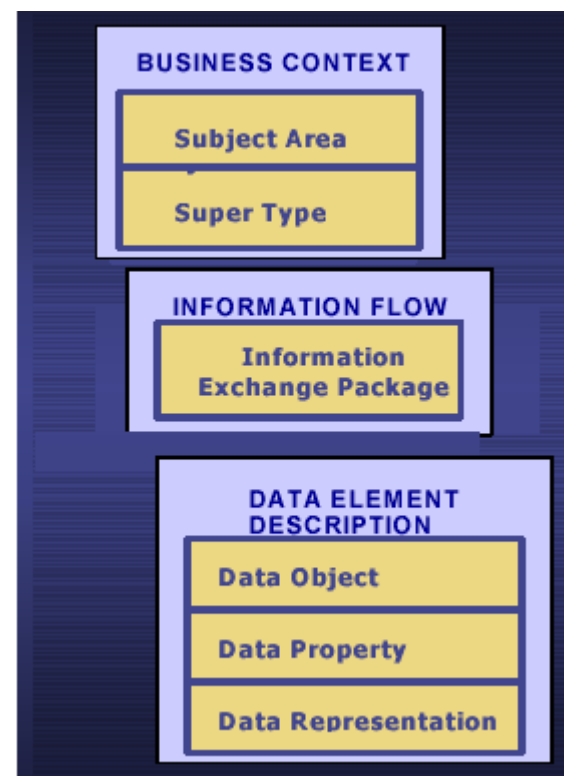 BUSINESS CONTEXT
Subject Area
Super Type
INFORMATION FLOW
Information
Exchange Package
DATA ELEMENT
DESCRIPTION
Data Object
Data Property
Data Representation